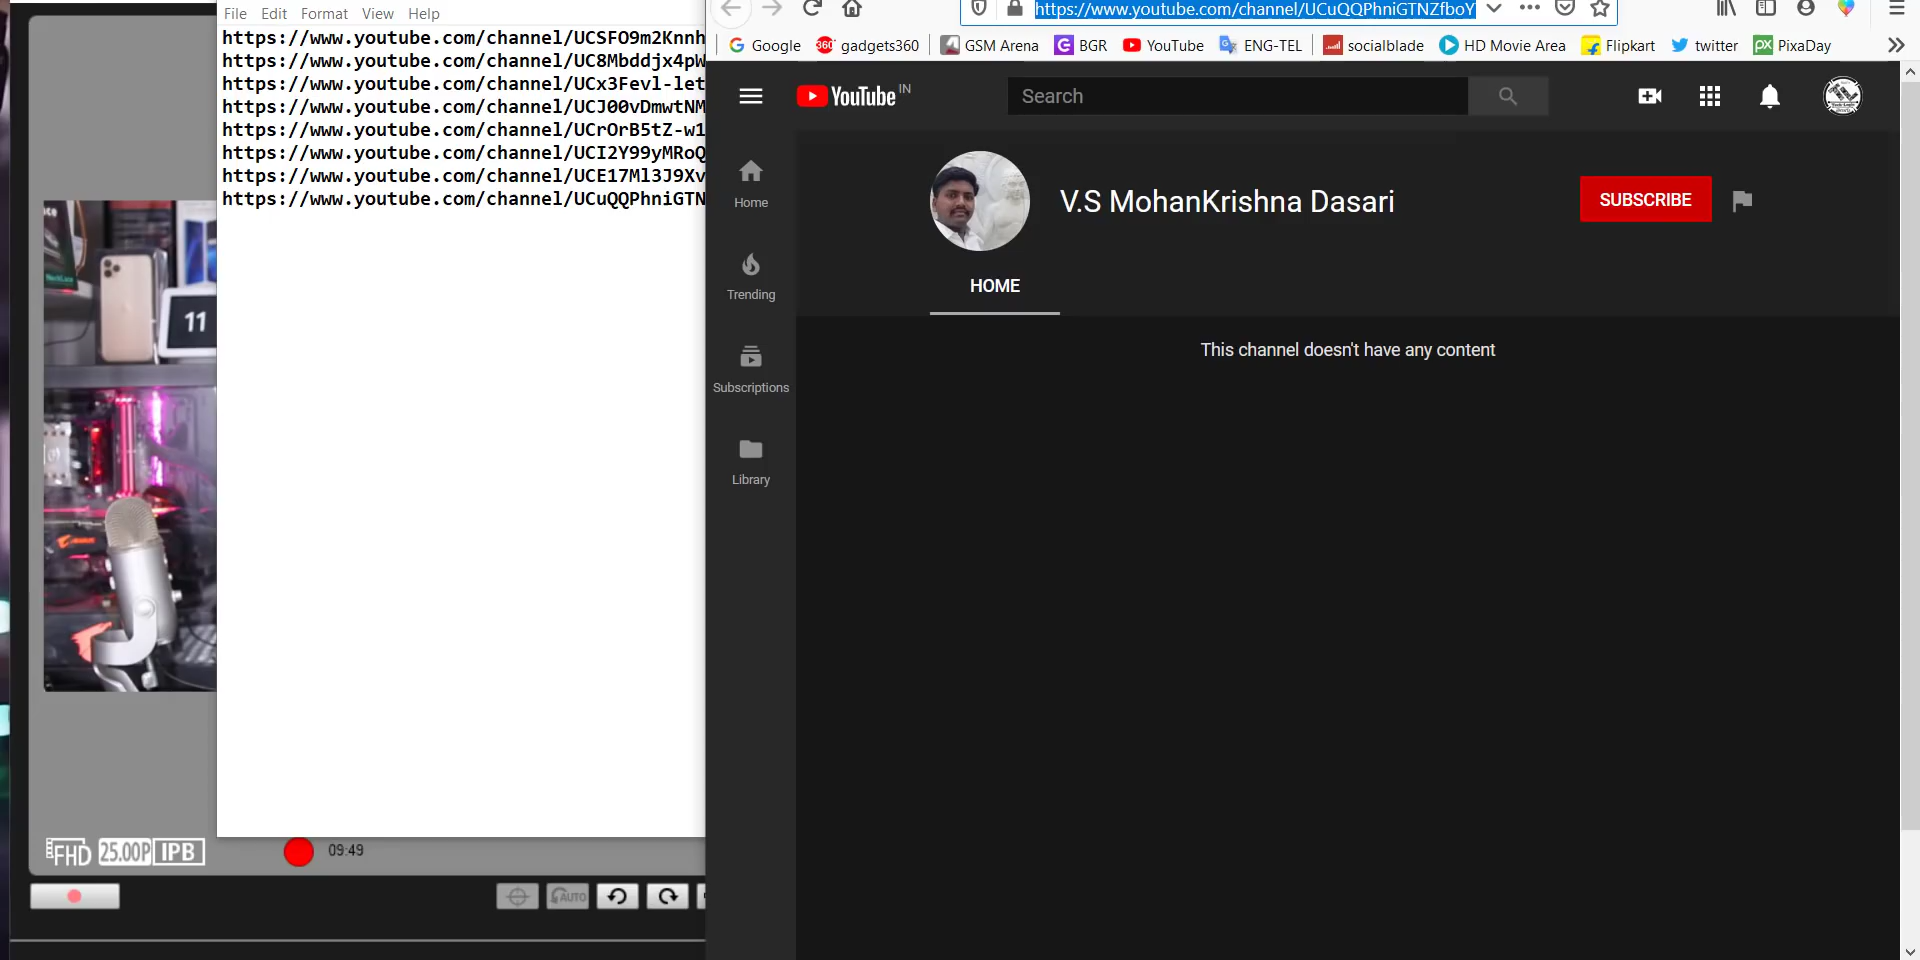 File Edit Format View Help
https://www.youtube.com/channel/UCSFO9m2Knnh
https://www.youtube.com/channel/UC8Mbddjx4pW
https://www.youtube.com/channel/UCx3Fevl-let
https://www.youtube.com/channel/UCJ00vDmwtNM
https://www.youtube.com/channel/UCrOrB5tZ-w1
https://www.youtube.com/channel/UCI2Y99yMRoQ
https://www.youtube.com/channel/UCE17Ml3J9Xv
https://www.youtube.com/channel/UCuQQPhniGTN
11
FHD 25.00P IPB
09:49
AUTO
https://www.youtube.com/channel/UCuQQPhniGTNZfboY
Google 360 gadgets360 GSM Arena BGR YouTube ENG-TEL socialblade HD Movie Area Flipkart twitter px PixaDay
YouTube IN
Search
Home
Trending
Subscriptions
Library
V.S MohanKrishna Dasari
SUBSCRIBE
HOME
This channel doesn't have any content